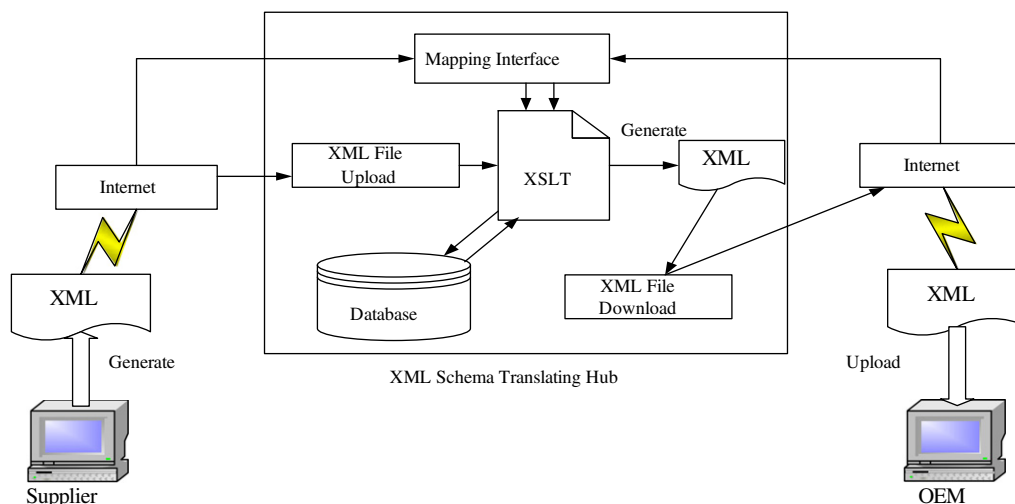 Mapping Interface
Generate
XML File
Upload
XSLT
XML
Internet
Internet
XML
Database
XML File
Download
XML
Generate
Upload
XML Schema Translating Hub
Supplier
OEM